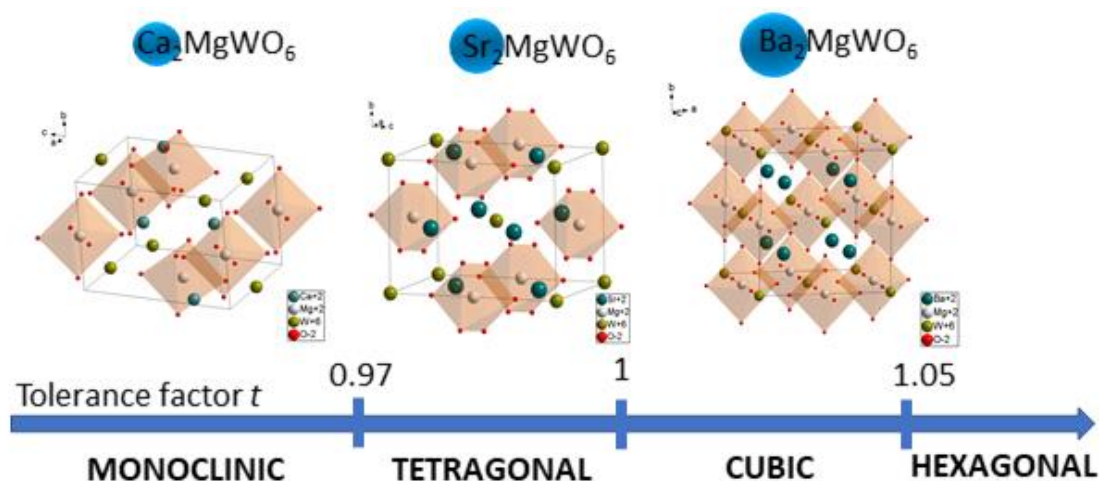 Ca₂MgWO₆ Sr₂MgWO₆ Ba₂MgWO₆
b
c
a
Ca+2
Mg+2
W+6
O-2
b
c
Sr+2
Mg+2
W+6
O-2
b
c
a
Ba+2
Mg+2
W+6
O-2
0.97 1 1.05
Tolerance factor t
MONOCLINIC TETRAGONAL CUBIC HEXAGONAL